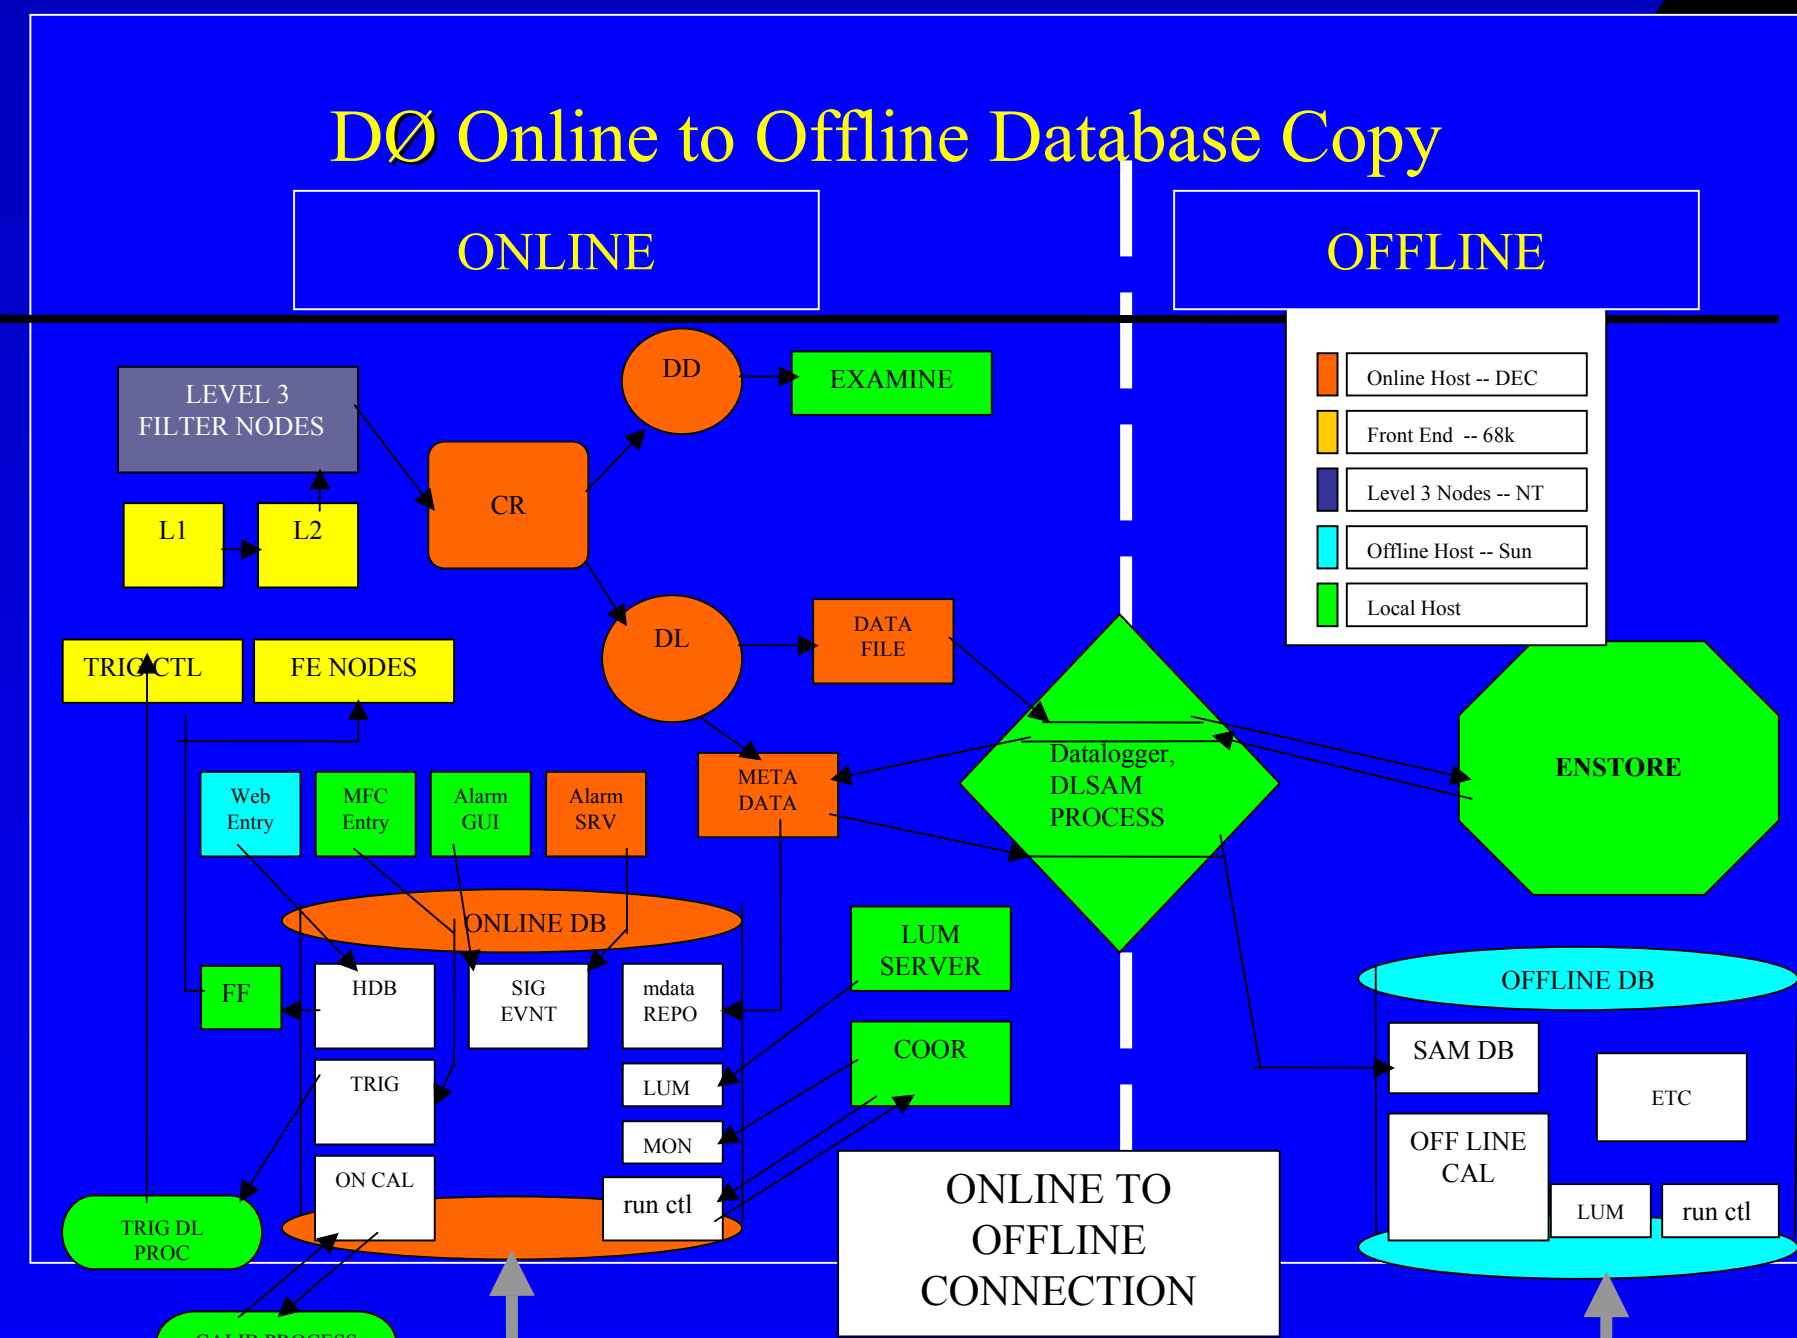 DØ Online to Offline Database Copy
ONLINE
OFFLINE
Online Host -- DEC
Front End -- 68k
Level 3 Nodes -- NT
Offline Host -- Sun
Local Host
LEVEL 3
FILTER NODES
DD
EXAMINE
CR
L1
L2
DL
DATA
FILE
TRIG CTL
FE NODES
META
DATA
Datalogger,
DLSAM
PROCESS
ENSTORE
Web
Entry
MFC
Entry
Alarm
GUI
Alarm
SRV
ONLINE DB
LUM
SERVER
FF
HDB
SIG
EVNT
mdata
REPO
OFFLINE DB
COOR
SAM DB
TRIG
LUM
ETC
MON
OFF LINE
CAL
ON CAL
run ctl
LUM
run ctl
TRIG DL
PROC
ONLINE TO
OFFLINE
CONNECTION
CALIB PROCESS